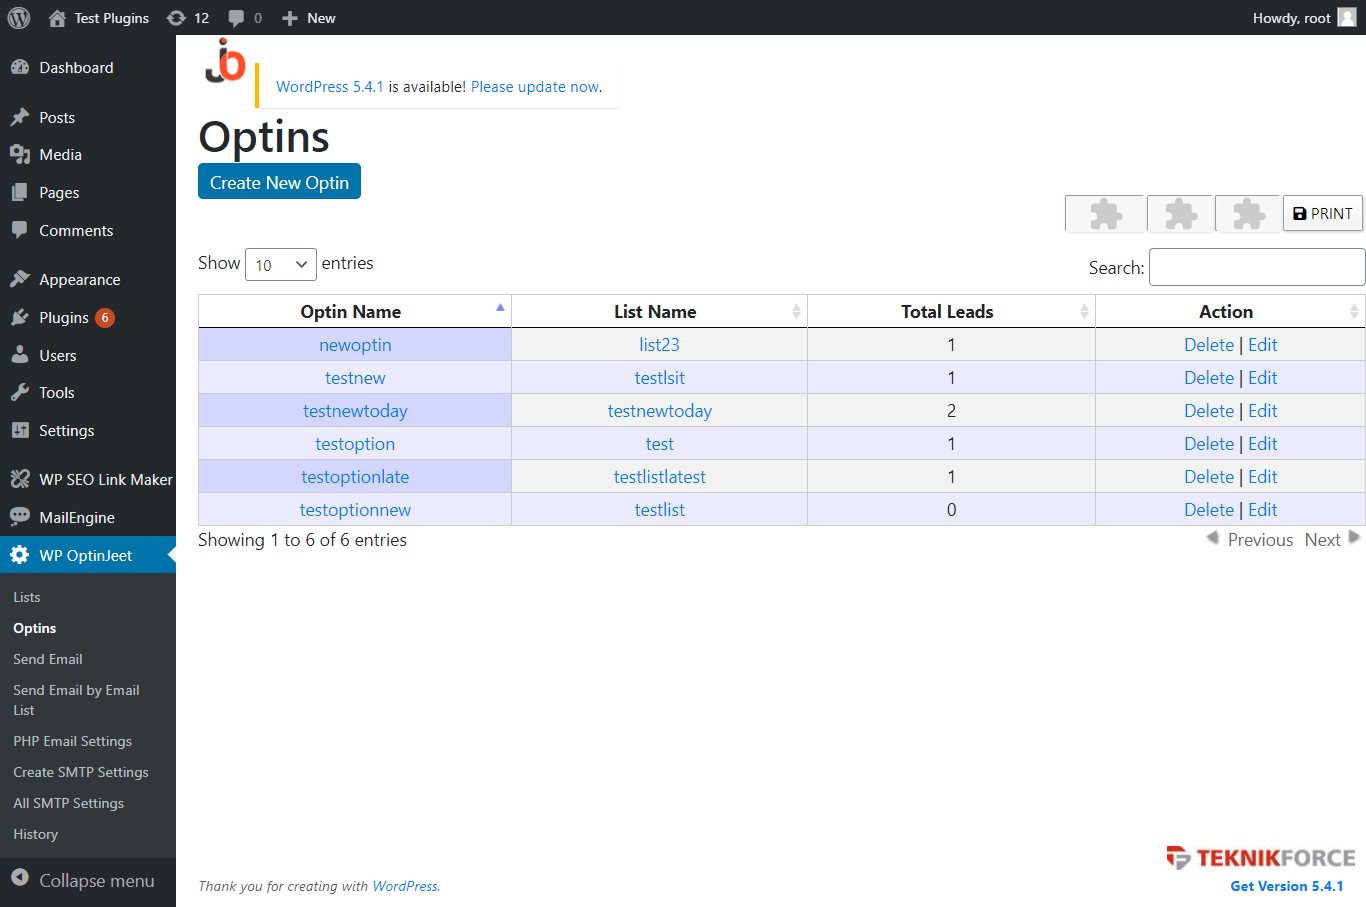 Test Plugins 12 0 New Howdy, root
Dashboard
Posts
Media
Pages
Comments
Appearance
Plugins 6
Users
Tools
Settings
WP SEO Link Maker
MailEngine
WP OptinJeet
Lists
Optins
Send Email
Send Email by Email
List
PHP Email Settings
Create SMTP Settings
All SMTP Settings
History
Collapse menu
WordPress 5.4.1 is available! Please update now.
Optins
Create New Optin
PRINT
Show 10 entries
Search:
Optin Name List Name Total Leads Action
newoptin list23 1 Delete | Edit
testnew testlsit 1 Delete | Edit
testnewtoday testnewtoday 2 Delete | Edit
testoption test 1 Delete | Edit
testoptionlate testlistlatest 1 Delete | Edit
testoptionnew testlist 0 Delete | Edit
Showing 1 to 6 of 6 entries
Previous Next
TEKNIKFORCE
Thank you for creating with WordPress.
Get Version 5.4.1